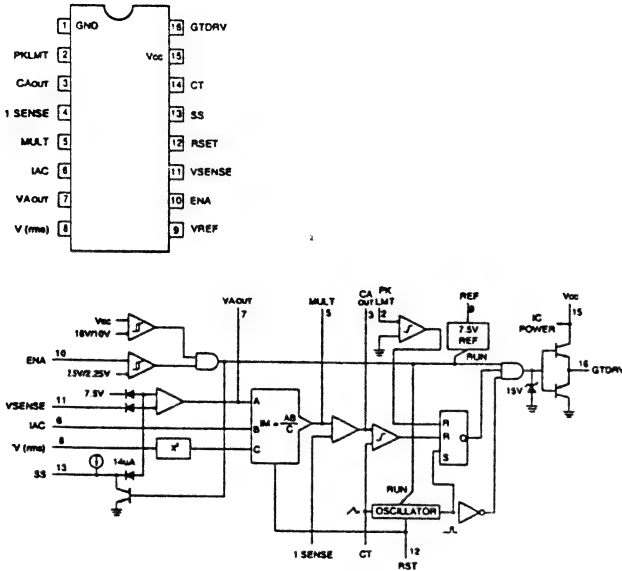 1 GND 16 GTDRV
PKLMT 2 Vcc 15
CAOUT 3 14 CT
1 SENSE 4 13 SS
MULT 5 12 RSET
IAC 6 11 VSENSE
VAOUT 7 10 ENA
V (rms) 8 9 VREF
VAOUT
7
MULT
5
CA
OUT
3
PK
LMT
2
REF
9
Vcc
15
Vcc
16V/10V
7.5V
REF
IC
POWER
RUN
ENA 10
2.5V/2.25V
16 GTDRV
15V
7.5V
VSENSE 11
IAC 6
V (rms) 8
X²
A
B
C
IM = AB
C
R
R
S
Q
SS 13
14uA
RUN
OSCILLATOR
1 SENSE
CT
12
RST